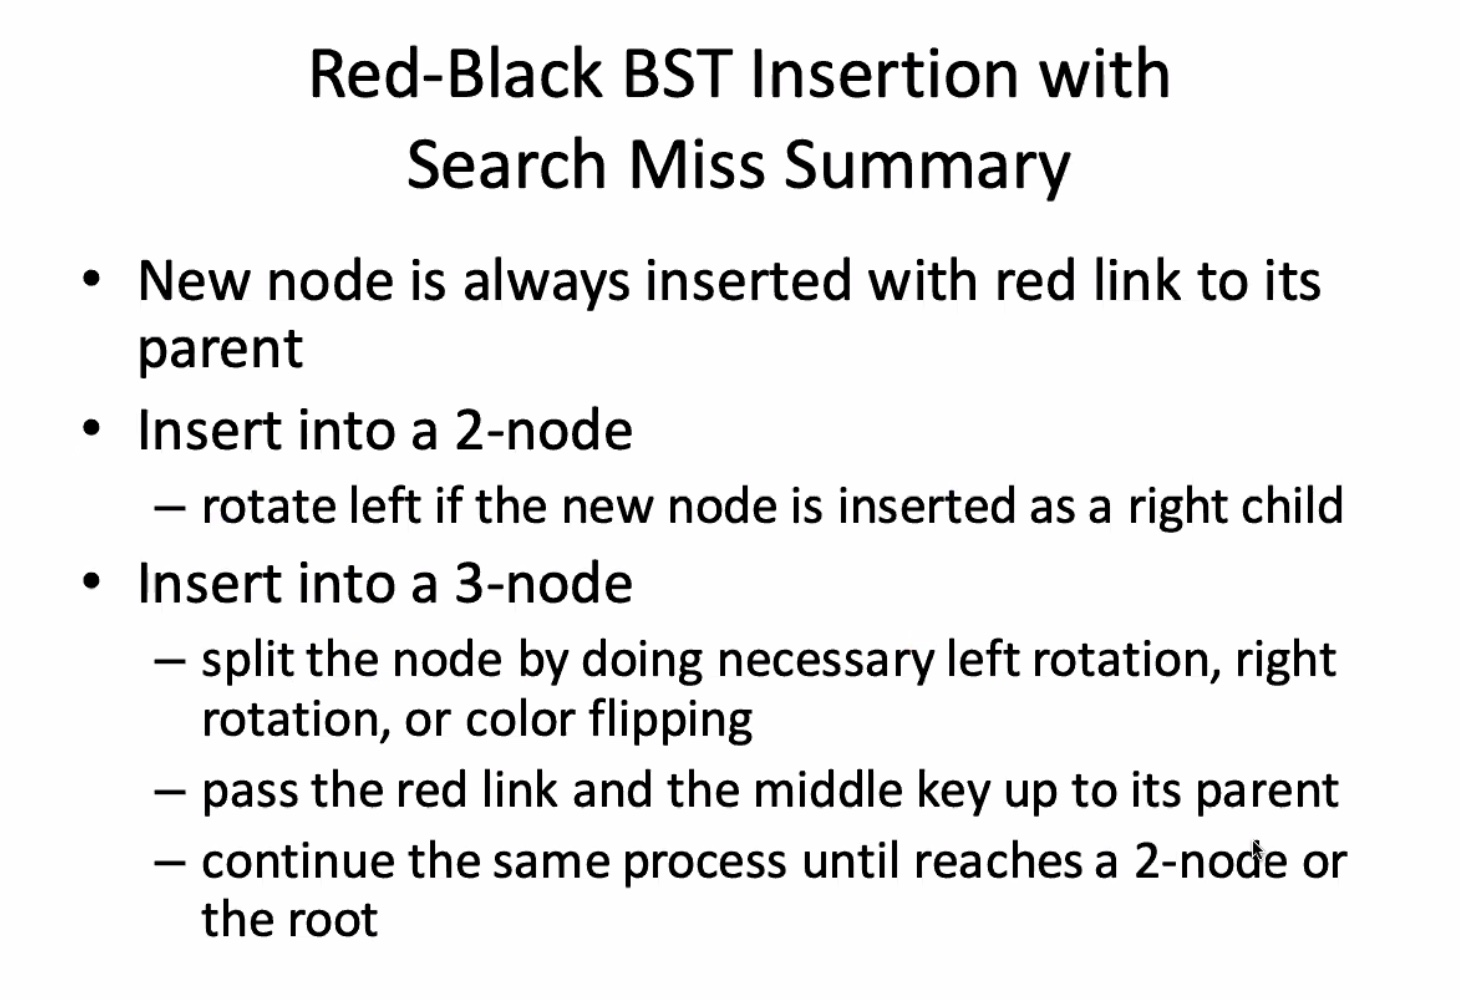 Red-Black BST Insertion with
Search Miss Summary
• New node is always inserted with red link to its
parent
• Insert into a 2-node
– rotate left if the new node is inserted as a right child
• Insert into a 3-node
– split the node by doing necessary left rotation, right
rotation, or color flipping
– pass the red link and the middle key up to its parent
– continue the same process until reaches a 2-node or
the root